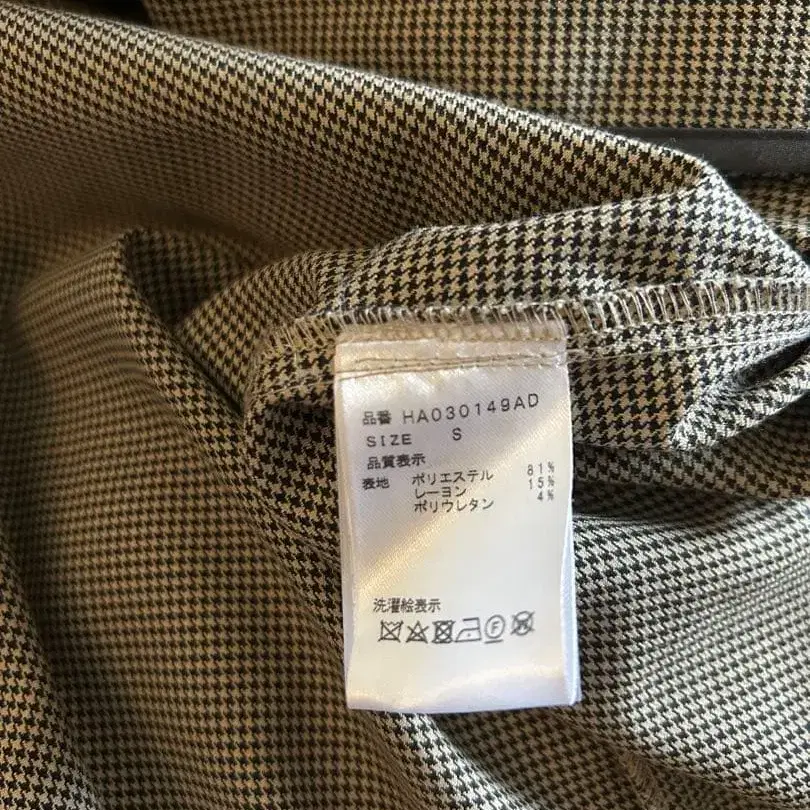 品番 HA030149AD
SIZE S
品質表示
表地 ポリエステル 81%
レーヨン 15%
ポリウレタン 4%
洗濯絵表示
F